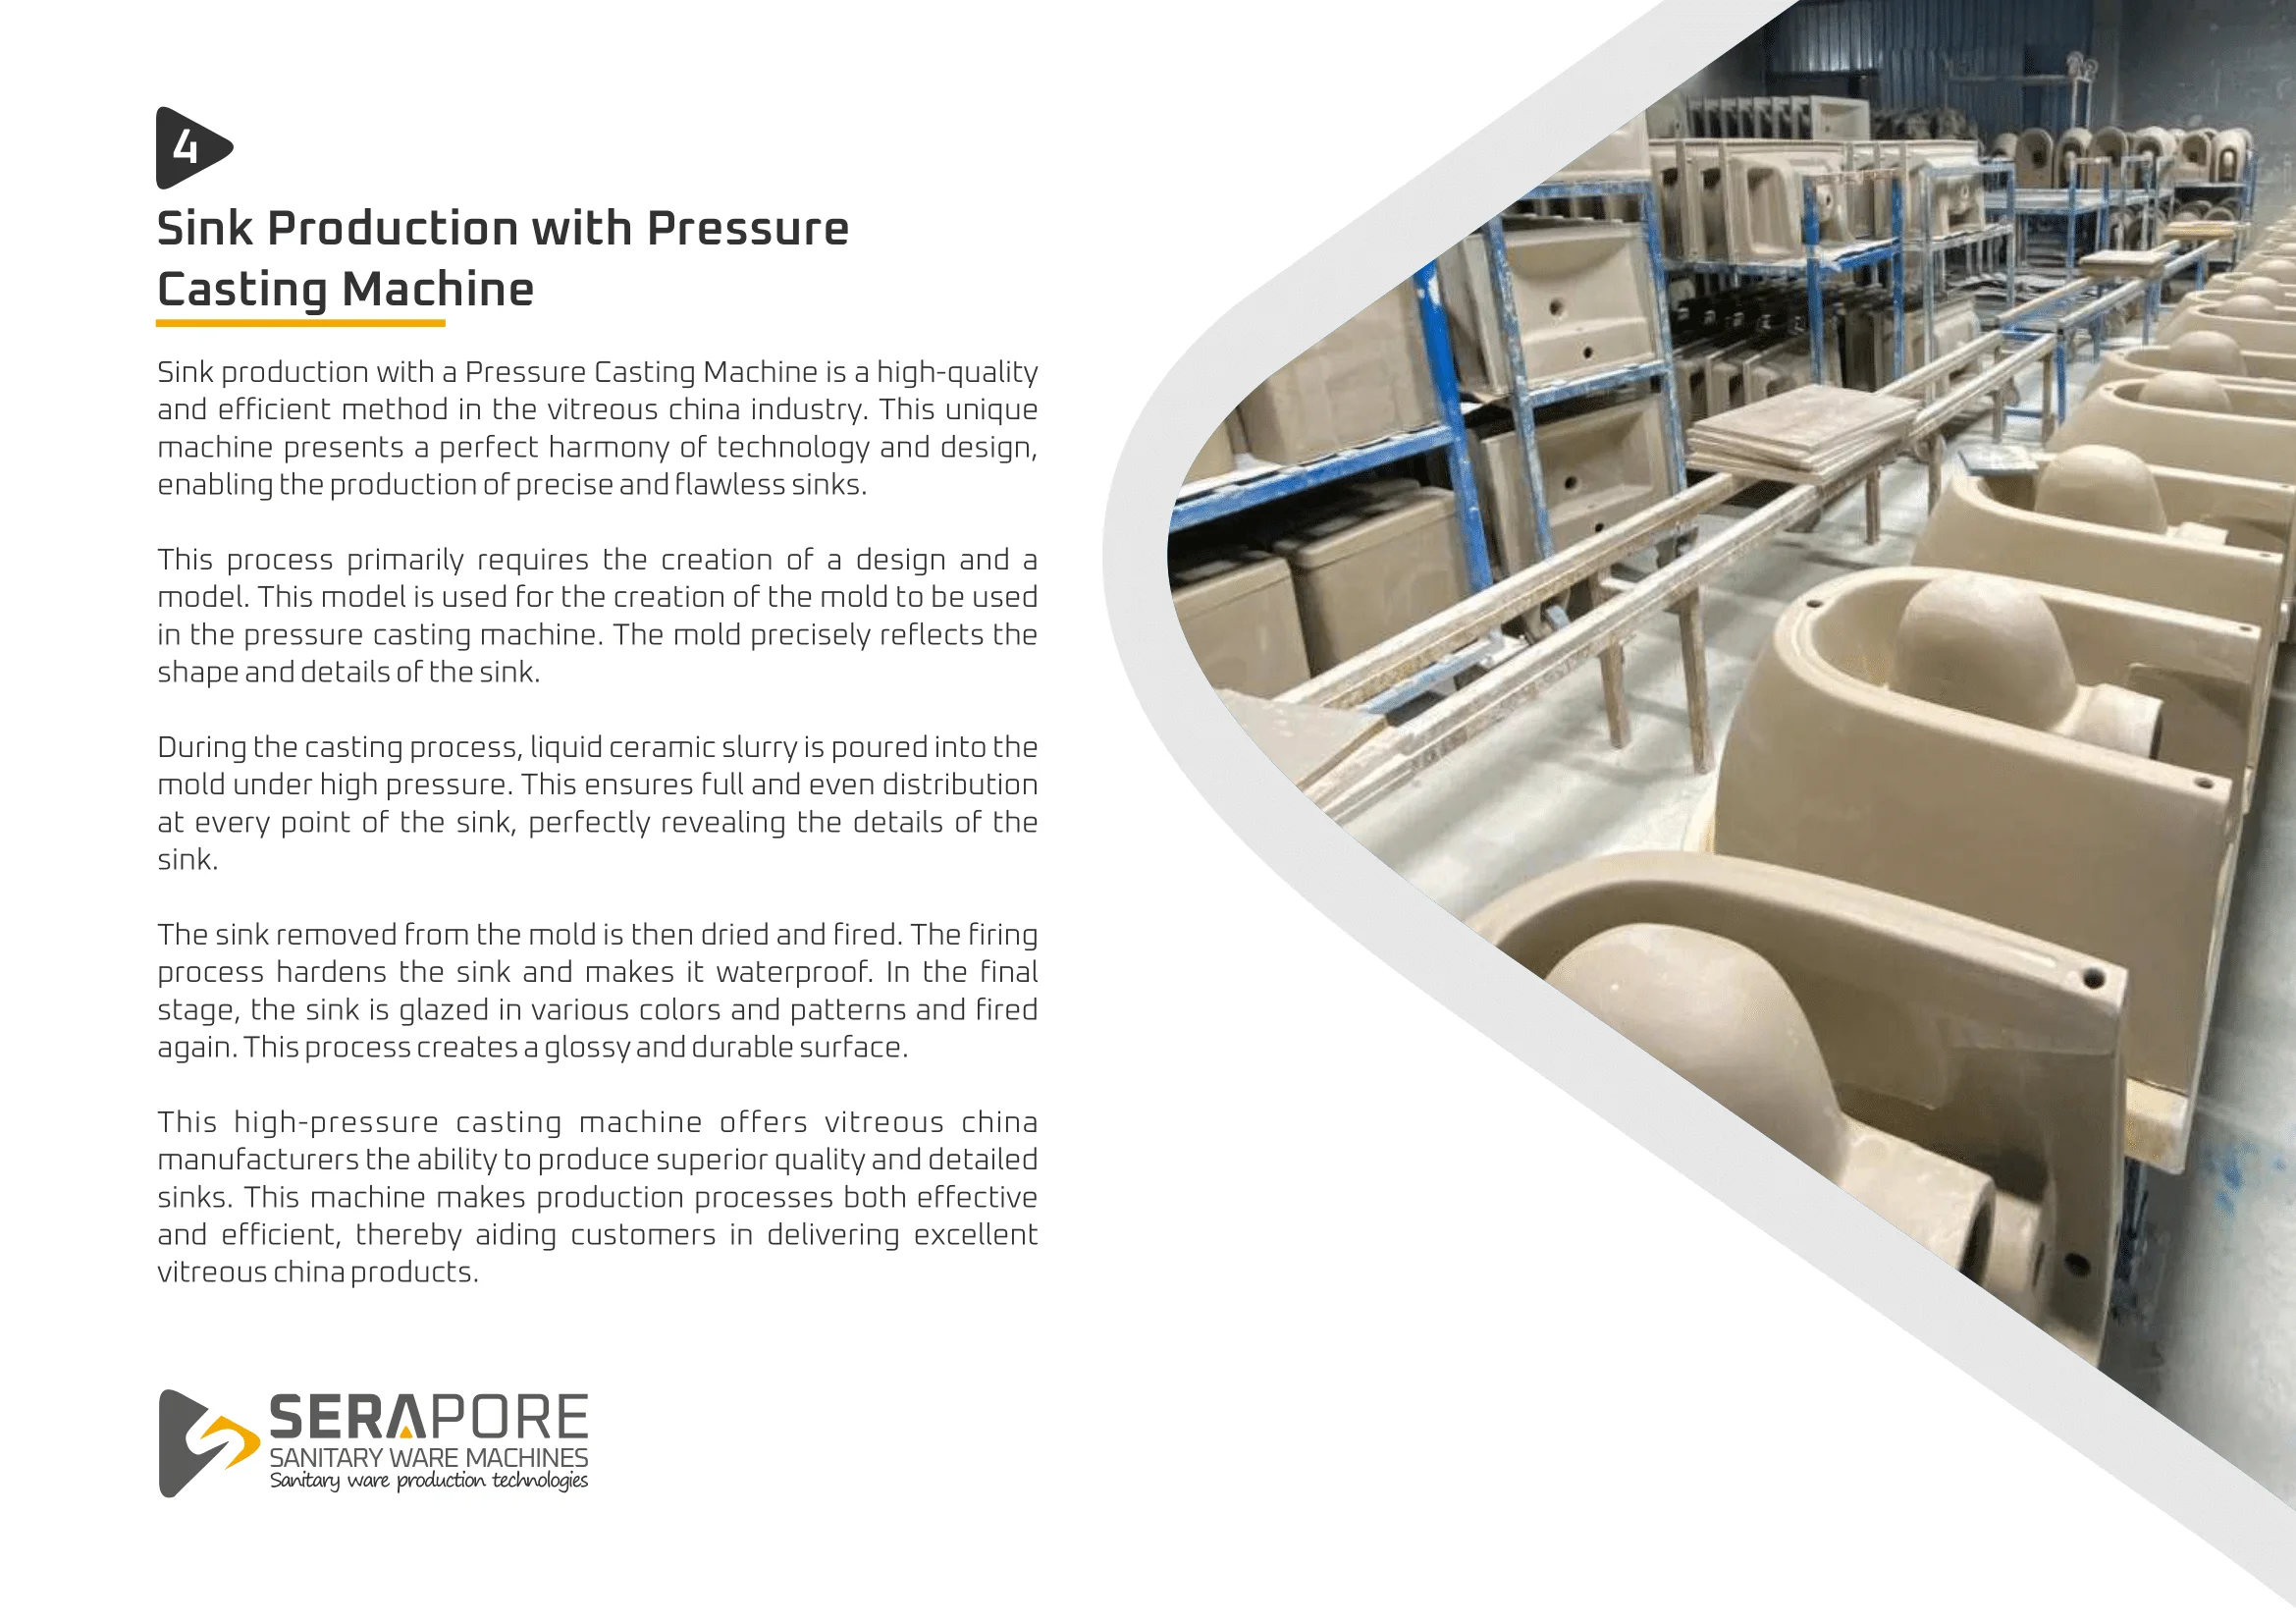 4
Sink Production with Pressure
Casting Machine
Sink production with a Pressure Casting Machine is a high-quality
and efficient method in the vitreous china industry. This unique
machine presents a perfect harmony of technology and design,
enabling the production of precise and flawless sinks.
This process primarily requires the creation of a design and a
model. This model is used for the creation of the mold to be used
in the pressure casting machine. The mold precisely reflects the
shape and details of the sink.
During the casting process, liquid ceramic slurry is poured into the
mold under high pressure. This ensures full and even distribution
at every point of the sink, perfectly revealing the details of the
sink.
The sink removed from the mold is then dried and fired. The firing
process hardens the sink and makes it waterproof. In the final
stage, the sink is glazed in various colors and patterns and fired
again. This process creates a glossy and durable surface.
This high-pressure casting machine offers vitreous china
manufacturers the ability to produce superior quality and detailed
sinks. This machine makes production processes both effective
and efficient, thereby aiding customers in delivering excellent
vitreous china products.
SERAPORE
SANITARY WARE MACHINES
Sanitary ware production technologies